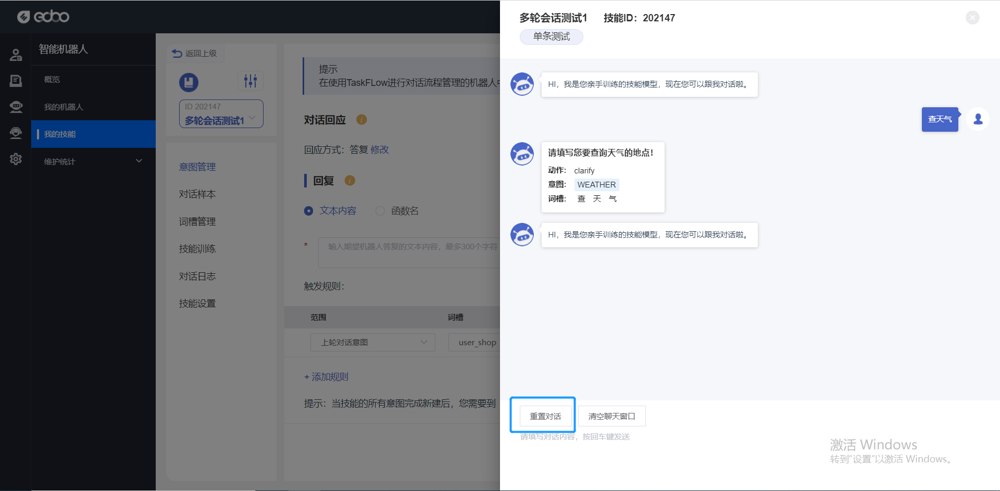 edbo
智能机器人
概览
我的机器人
我的技能
维护统计
返回上级
ID 202147
多轮会话测试1
意图管理
对话样本
词槽管理
技能训练
对话日志
技能设置
提示
在使用TaskFLow进行对话流程管理的机器人中
对话回应
回应方式：答复 修改
回复
文本内容
函数名
* 输入期望机器人答复的文本内容，最多300个字符
触发规则：
范围 词槽
上轮对话意图 user_shop
+ 添加规则
提示：当技能的所有意图完成新建后，您需要到
多轮会话测试1 技能ID：202147
单条测试
HI，我是您亲手训练的技能模型，现在您可以跟我对话啦。
查天气
请填写您要查询天气的地点！
动作： clarify
意图： WEATHER
词槽： 查 天 气
HI，我是您亲手训练的技能模型，现在您可以跟我对话啦。
重置对话 清空聊天窗口
请填写对话内容，按回车键发送
激活 Windows
转到“设置”以激活 Windows。